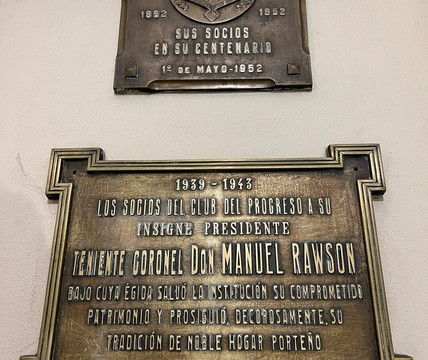 1852 1952
SUS SOCIOS
EN SU CENTENARIO
1º DE MAYO-1952
1939 - 1943
LOS SOCIOS DEL CLUB DEL PROGRESO A SU
INSIGNE PRESIDENTE
TENIENTE CORONEL DON MANUEL RAWSON
BAJO CUYA ÉGIDA SALVÓ LA INSTITUCIÓN SU COMPROMETIDO
PATRIMONIO Y PROSIGUIÓ, DECOROSAMENTE, SU
TRADICIÓN DE NOBLE HOGAR PORTEÑO